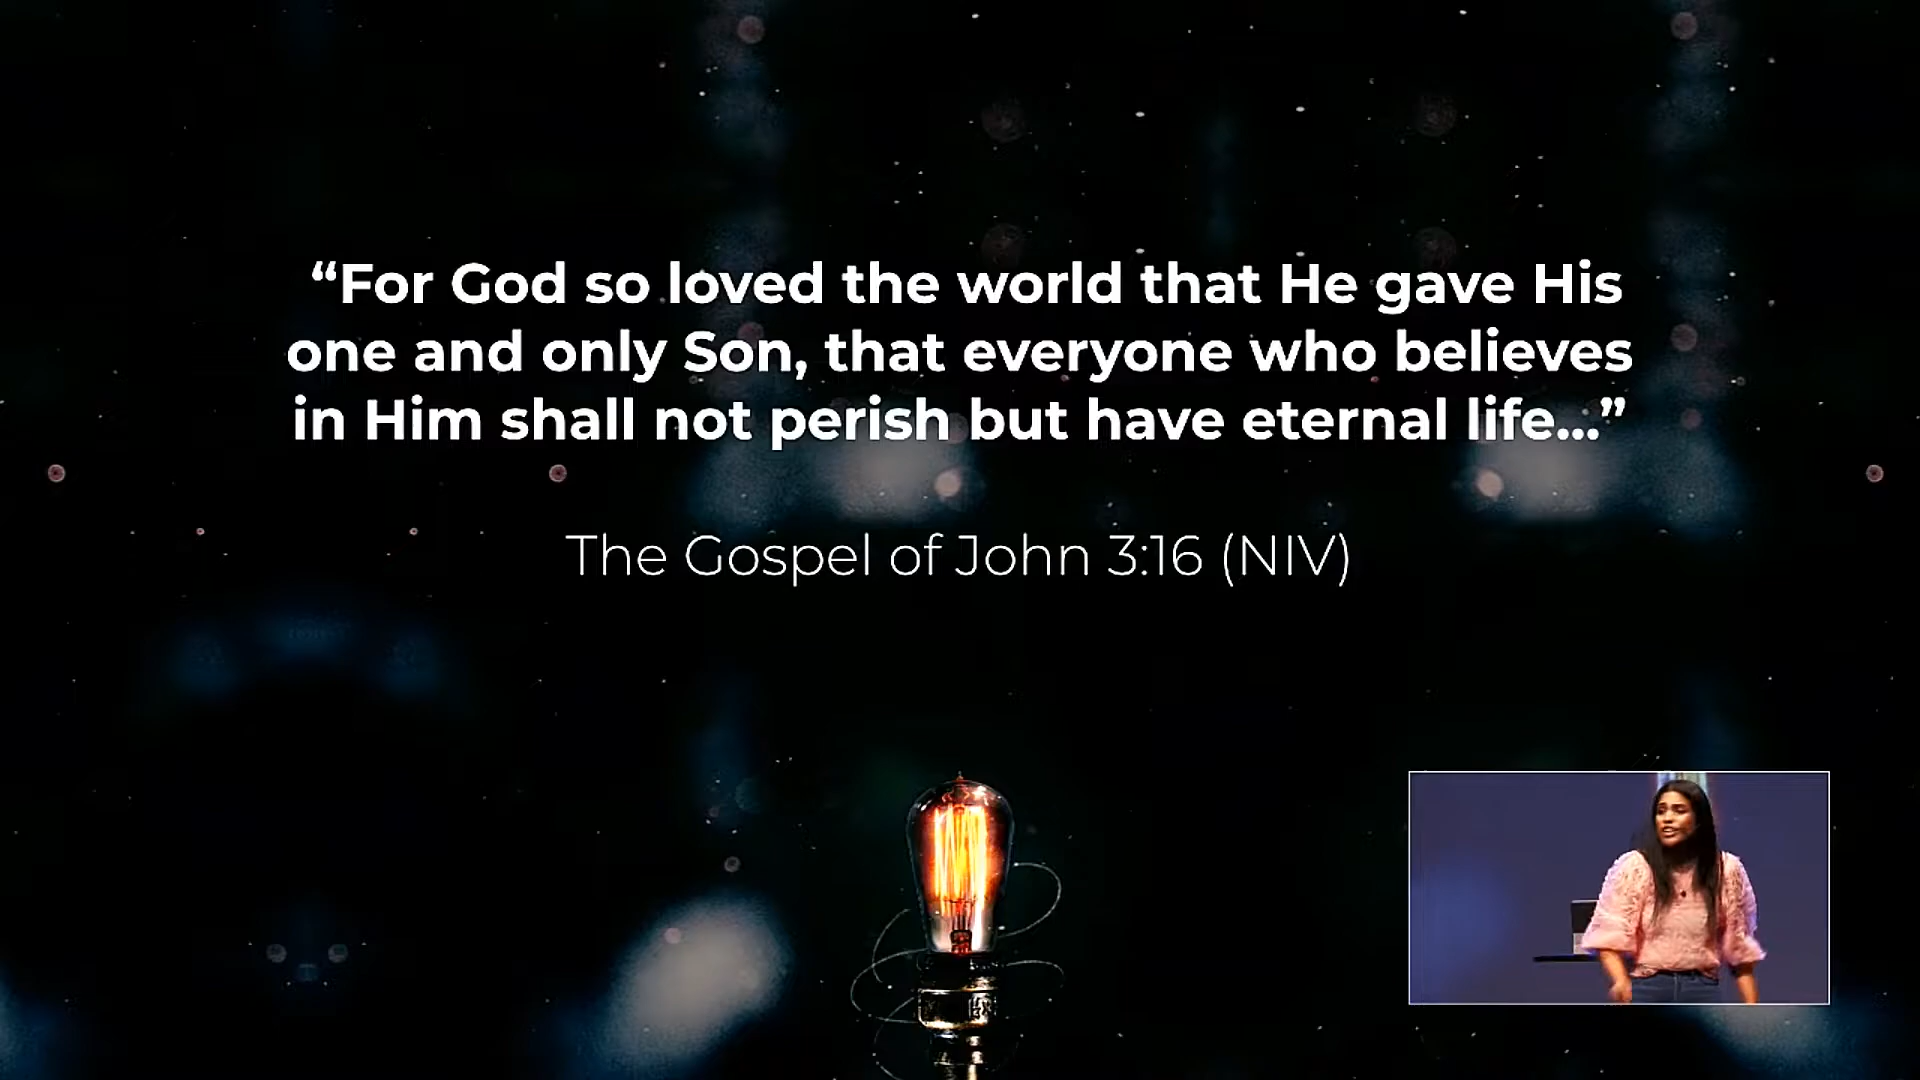 “For God so loved the world that He gave His
one and only Son, that everyone who believes
in Him shall not perish but have eternal life...”
The Gospel of John 3:16 (NIV)